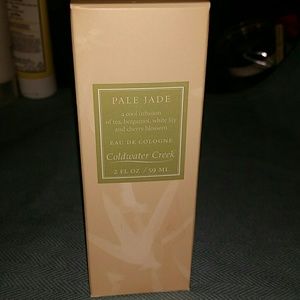 PALE JADE
a cool infusion
of tea, bergamot, white lily
and cherry blossom
EAU DE COLOGNE
Coldwater Creek
2 FL OZ / 59 ML